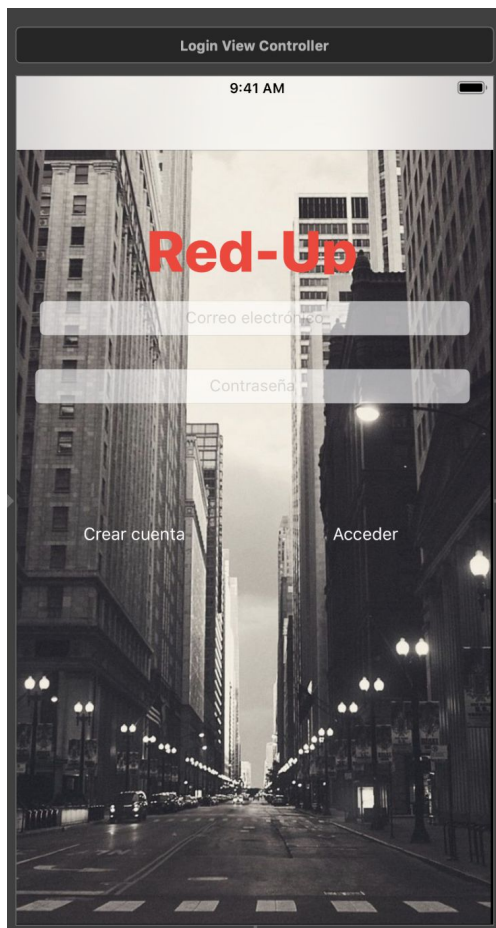 Login View Controller
9:41 AM
Red-Up
Correo electrónico
Contraseña
Crear cuenta
Acceder